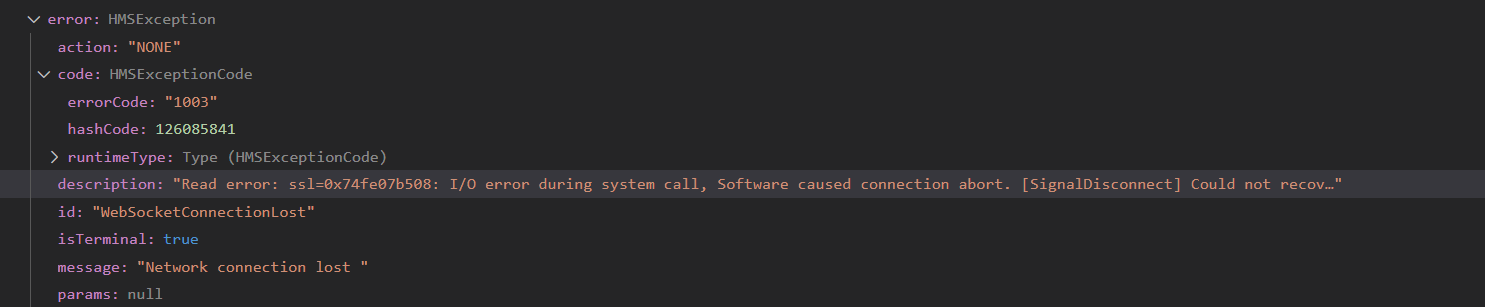 error: HMSException
action: "NONE"
code: HMSExceptionCode
errorCode: "1003"
hashCode: 126085841
runtimeType: Type (HMSExceptionCode)
description: "Read error: ssl=0x74fe07b508: I/O error during system call, Software caused connection abort. [SignalDisconnect] Could not recov…"
id: "WebSocketConnectionLost"
isTerminal: true
message: "Network connection lost "
params: null